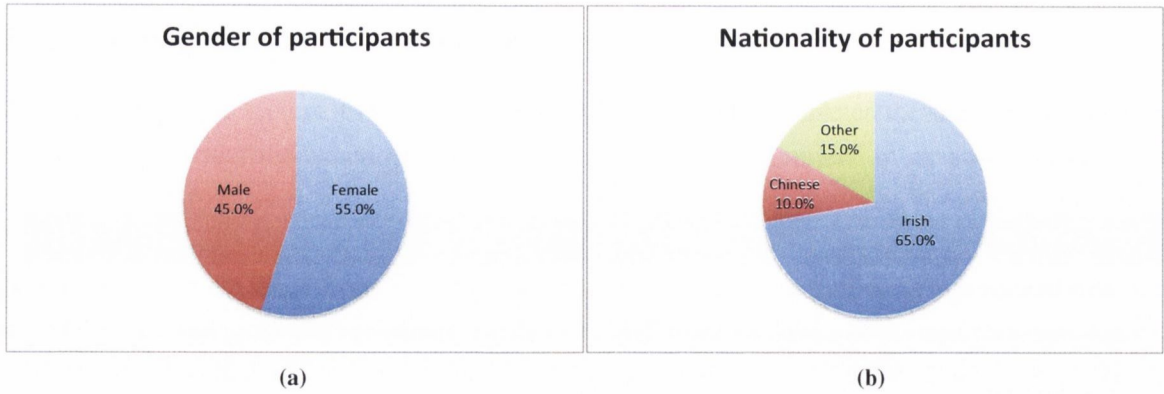 Gender of participants
Male
45.0%
Female
55.0%
(a)
Nationality of participants
Other
15.0%
Chinese
10.0%
Irish
65.0%
(b)